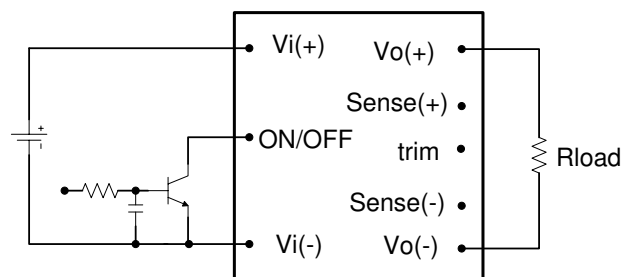 Vi(+)
Vo(+)
+
-
Sense(+)
ON/OFF
trim
Rload
Sense(-)
Vi(-)
Vo(-)